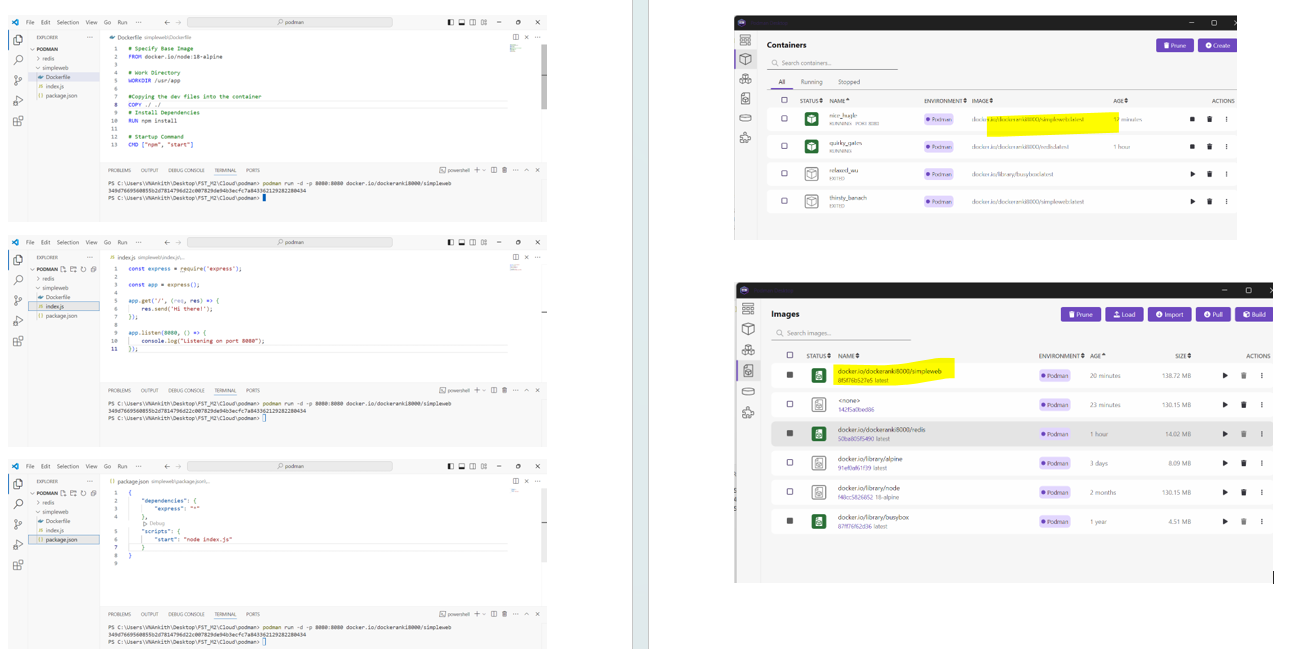 File Edit Selection View Go Run ··· podman
EXPLORER ···
PODMAN
redis
simpleweb
Dockerfile
index.js
package.json
Dockerfile simpleweb\Dockerfile
1 # Specify Base Image
2 FROM docker.io/node:18-alpine
3
4 # Work Directory
5 WORKDIR /usr/app
6
7 #Copying the dev files into the container
8 COPY ./ ./
9 # Install Dependencies
10 RUN npm install
11
12 # Startup Command
13 CMD ["npm", "start"]
PROBLEMS OUTPUT DEBUG CONSOLE TERMINAL PORTS powershell
PS C:\Users\VNAnkith\Desktop\FST_M2\Cloud\podman> podman run -d -p 8080:8080 docker.io/dockeranki8000/simpleweb
PS C:\Users\VNAnkith\Desktop\FST_M2\Cloud\podman>
File Edit Selection View Go Run ··· podman
EXPLORER ···
PODMAN
redis
simpleweb
Dockerfile
index.js
package.json
index.js simpleweb\index.js\...
1 const express = require('express');
2
3 const app = express();
4
5 app.get('/', (req, res) => {
6 res.send('Hi there!');
7 });
8
9 app.listen(8080, () => {
10 console.log("Listening on port 8080");
11 });
PROBLEMS OUTPUT DEBUG CONSOLE TERMINAL PORTS powershell
PS C:\Users\VNAnkith\Desktop\FST_M2\Cloud\podman> podman run -d -p 8080:8080 docker.io/dockeranki8000/simpleweb
PS C:\Users\VNAnkith\Desktop\FST_M2\Cloud\podman>
File Edit Selection View Go Run ··· podman
EXPLORER ···
PODMAN
redis
simpleweb
Dockerfile
index.js
package.json
package.json simpleweb\package.json\...
1 {
2 "dependencies": {
3 "express": "*"
4 },
Debug
5 "scripts": {
6 "start": "node index.js"
7 }
8 }
9
PROBLEMS OUTPUT DEBUG CONSOLE TERMINAL PORTS powershell
PS C:\Users\VNAnkith\Desktop\FST_M2\Cloud\podman> podman run -d -p 8080:8080 docker.io/dockeranki8000/simpleweb
PS C:\Users\VNAnkith\Desktop\FST_M2\Cloud\podman>
Containers Prune Create
Search containers...
All Running Stopped
STATUS NAME ENVIRONMENT IMAGE AGE ACTIONS
RUNNING PORT 8080 Podman docker.io/dockeranki8000/simpleweb:latest minutes
quirky_gates
RUNNING Podman docker.io/dockeranki8000/redis:latest 1 hour
relaxed_wu
EXITED Podman docker.io/library/busybox:latest
thirsty_banach
EXITED Podman docker.io/dockeranki8000/simpleweb:latest
Images Prune Load Import Pull Build
Search images...
STATUS NAME ENVIRONMENT AGE SIZE ACTIONS
docker.io/dockeranki8000/simpleweb
8f5ff76b527e5 latest Podman 20 minutes 138.72 MB
<none>
142f5a0bed86 Podman 23 minutes 130.15 MB
docker.io/dockeranki8000/redis
50ba805f5490 latest Podman 1 hour 14.02 MB
docker.io/library/alpine
91ef0af61f39 latest Podman 3 days 8.09 MB
docker.io/library/node
f48cc5826852 18-alpine Podman 2 months 130.15 MB
docker.io/library/busybox
87ff76f62d36 latest Podman 1 year 4.51 MB